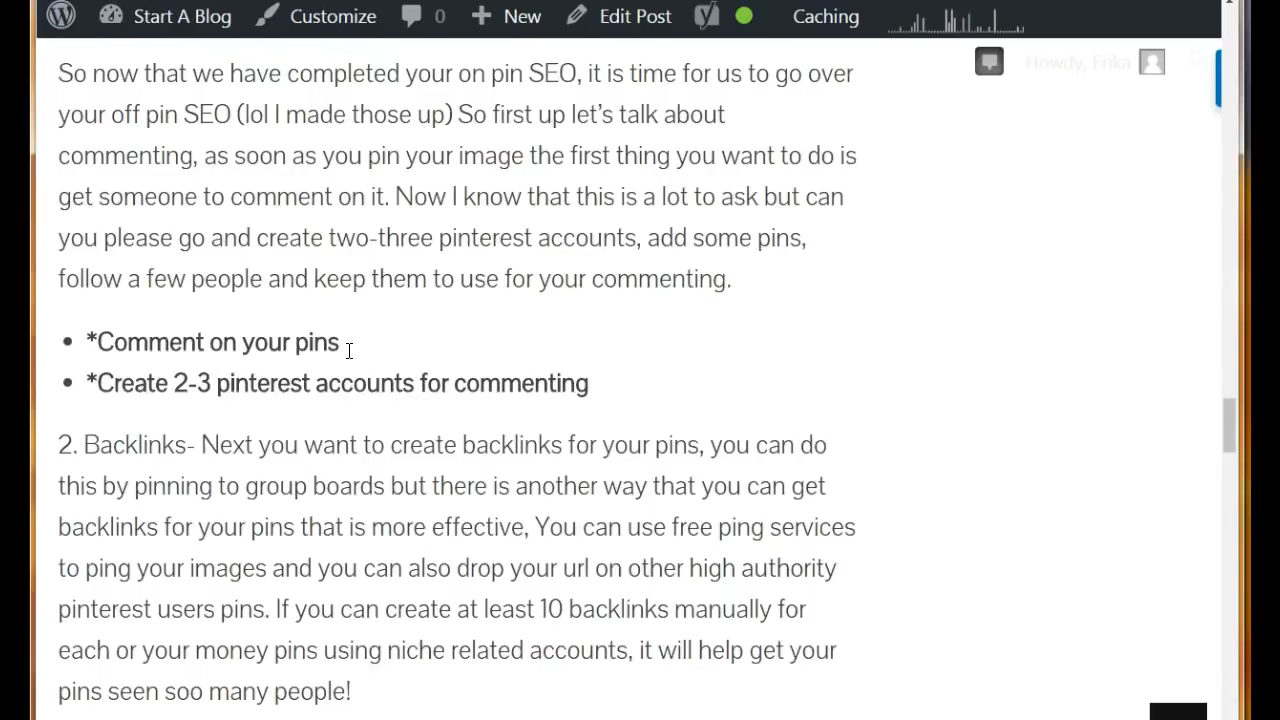 Start A Blog Customize 0 New Edit Post Caching
Howdy, Erika
So now that we have completed your on pin SEO, it is time for us to go over
your off pin SEO (lol I made those up) So first up let's talk about
commenting, as soon as you pin your image the first thing you want to do is
get someone to comment on it. Now I know that this is a lot to ask but can
you please go and create two-three pinterest accounts, add some pins,
follow a few people and keep them to use for your commenting.
• *Comment on your pins
• *Create 2-3 pinterest accounts for commenting
2. Backlinks- Next you want to create backlinks for your pins, you can do
this by pinning to group boards but there is another way that you can get
backlinks for your pins that is more effective, You can use free ping services
to ping your images and you can also drop your url on other high authority
pinterest users pins. If you can create at least 10 backlinks manually for
each or your money pins using niche related accounts, it will help get your
pins seen soo many people!